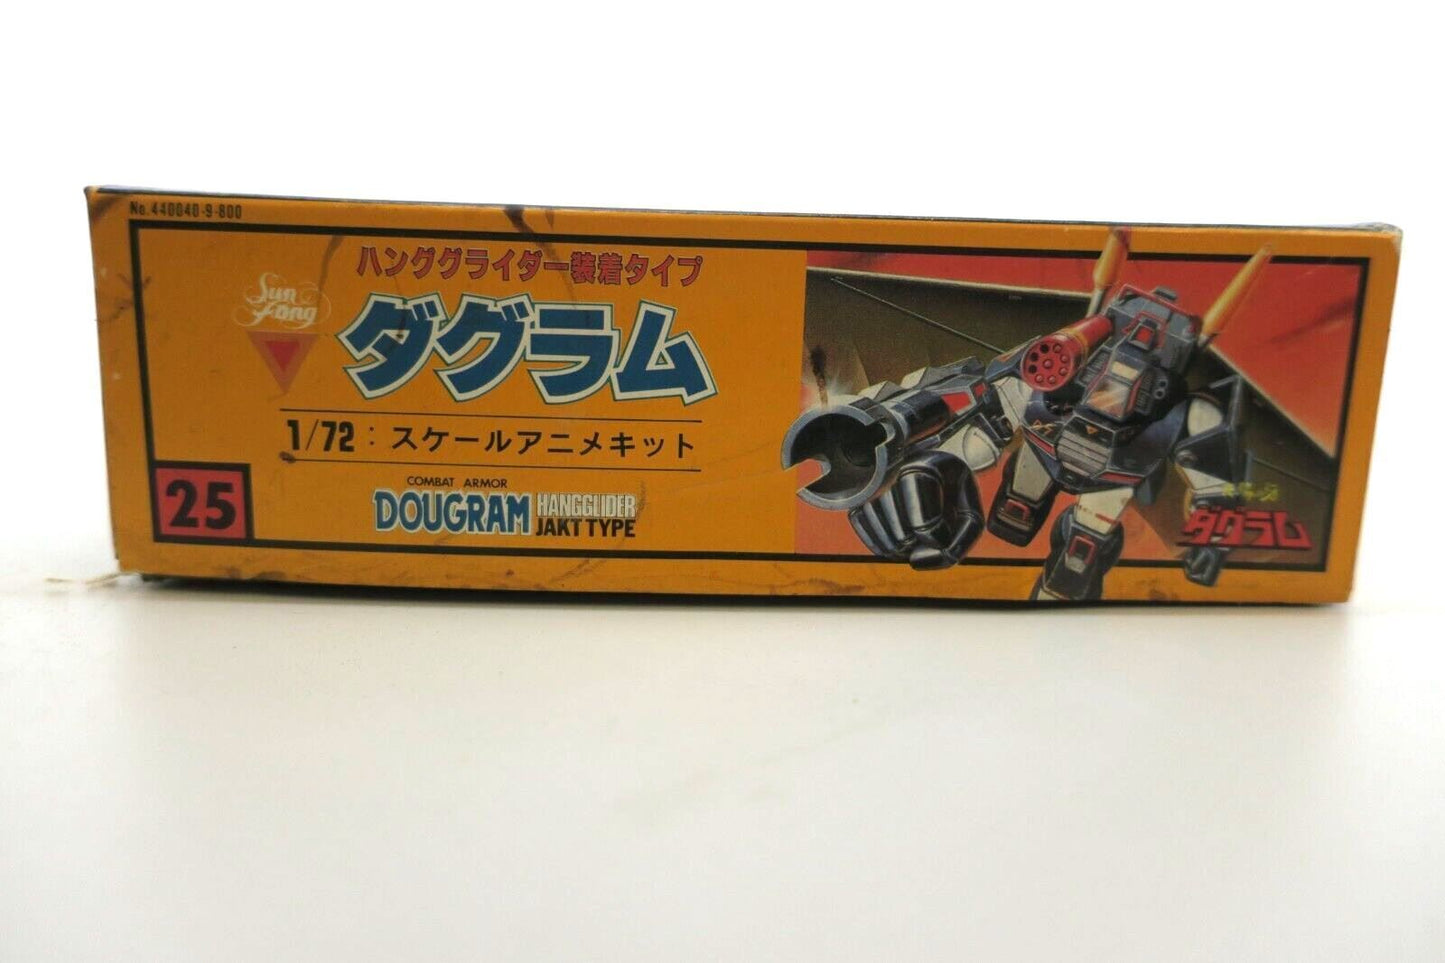 No.440040-9-800
ハンググライダー装着タイプ
Sun
Fong
ダグラム
1/72:スケールアニメキット
25
COMBAT ARMOR
DOUGRAM HANGGLIDER
JAKT TYPE
ダグラム